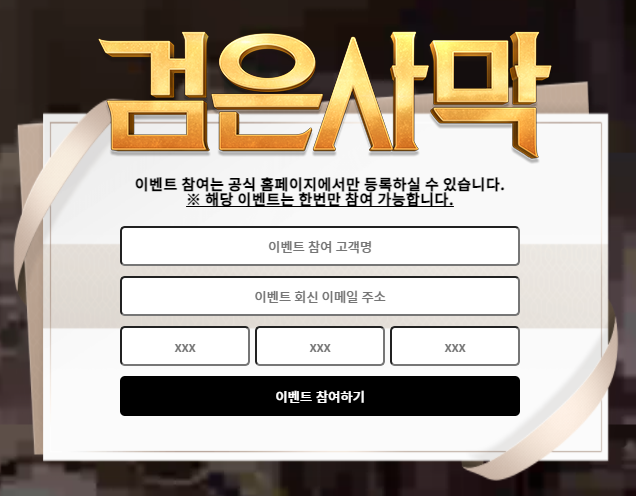 검은사막
이벤트 참여는 공식 홈페이지에서만 등록하실 수 있습니다.
※ 해당 이벤트는 한번만 참여 가능합니다.
이벤트 참여 고객명
이벤트 회신 이메일 주소
xxx xxx xxx
이벤트 참여하기